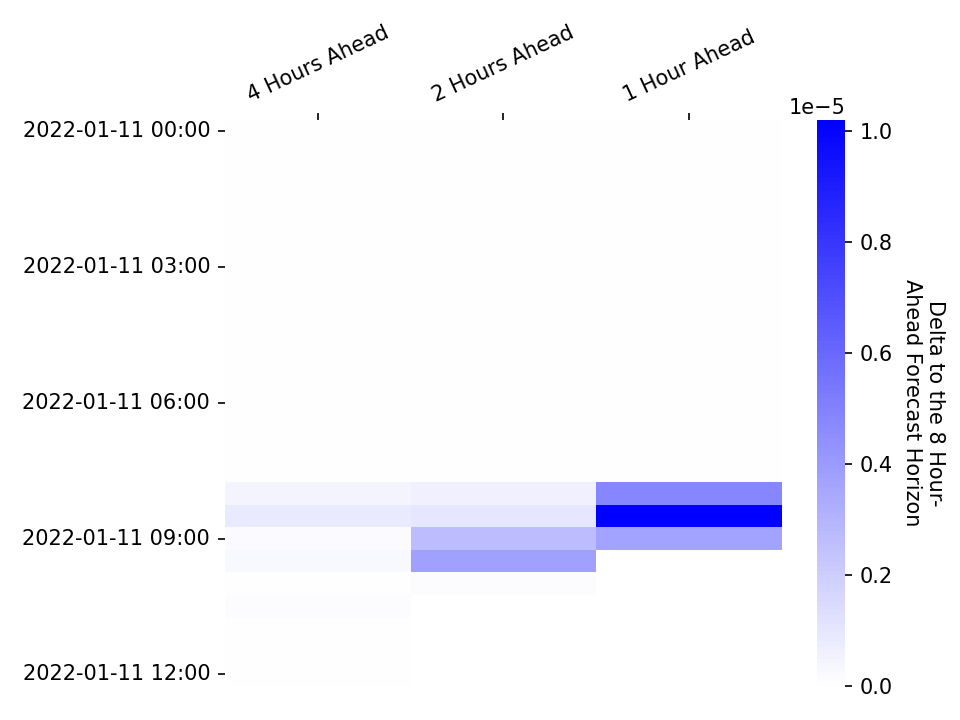 4 Hours Ahead
2 Hours Ahead
1 Hour Ahead
1e−5
2022-01-11 00:00
2022-01-11 03:00
2022-01-11 06:00
2022-01-11 09:00
2022-01-11 12:00
1.0
0.8
0.6
0.4
0.2
0.0
Delta to the 8 Hour-
Ahead Forecast Horizon